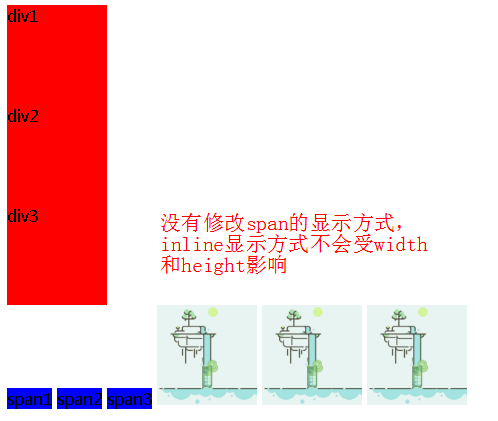 div1
div2
div3
没有修改span的显示方式，
inline显示方式不会受width
和height影响
span1 span2 span3